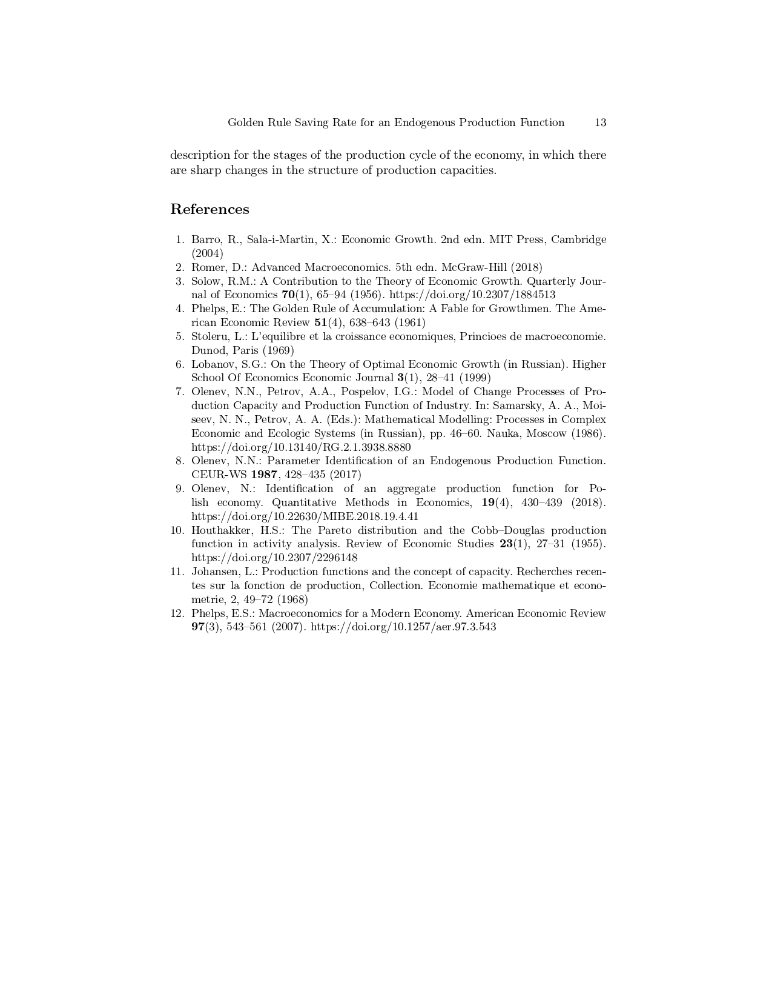 Golden Rule Saving Rate for an Endogenous Production Function 13
description for the stages of the production cycle of the economy, in which there
are sharp changes in the structure of production capacities.
References
1. Barro, R., Sala-i-Martin, X.: Economic Growth. 2nd edn. MIT Press, Cambridge
(2004)
2. Romer, D.: Advanced Macroeconomics. 5th edn. McGraw-Hill (2018)
3. Solow, R.M.: A Contribution to the Theory of Economic Growth. Quarterly Jour-
nal of Economics 70(1), 65–94 (1956). https://doi.org/10.2307/1884513
4. Phelps, E.: The Golden Rule of Accumulation: A Fable for Growthmen. The Ame-
rican Economic Review 51(4), 638–643 (1961)
5. Stoleru, L.: L'equilibre et la croissance economiques, Princioes de macroeconomie.
Dunod, Paris (1969)
6. Lobanov, S.G.: On the Theory of Optimal Economic Growth (in Russian). Higher
School Of Economics Economic Journal 3(1), 28–41 (1999)
7. Olenev, N.N., Petrov, A.A., Pospelov, I.G.: Model of Change Processes of Pro-
duction Capacity and Production Function of Industry. In: Samarsky, A. A., Moi-
seev, N. N., Petrov, A. A. (Eds.): Mathematical Modelling: Processes in Complex
Economic and Ecologic Systems (in Russian), pp. 46–60. Nauka, Moscow (1986).
https://doi.org/10.13140/RG.2.1.3938.8880
8. Olenev, N.N.: Parameter Identification of an Endogenous Production Function.
CEUR-WS 1987, 428–435 (2017)
9. Olenev, N.: Identification of an aggregate production function for Po-
lish economy. Quantitative Methods in Economics, 19(4), 430–439 (2018).
https://doi.org/10.22630/MIBE.2018.19.4.41
10. Houthakker, H.S.: The Pareto distribution and the Cobb–Douglas production
function in activity analysis. Review of Economic Studies 23(1), 27–31 (1955).
https://doi.org/10.2307/2296148
11. Johansen, L.: Production functions and the concept of capacity. Recherches recen-
tes sur la fonction de production, Collection. Economie mathematique et econo-
metrie, 2, 49–72 (1968)
12. Phelps, E.S.: Macroeconomics for a Modern Economy. American Economic Review
97(3), 543–561 (2007). https://doi.org/10.1257/aer.97.3.543